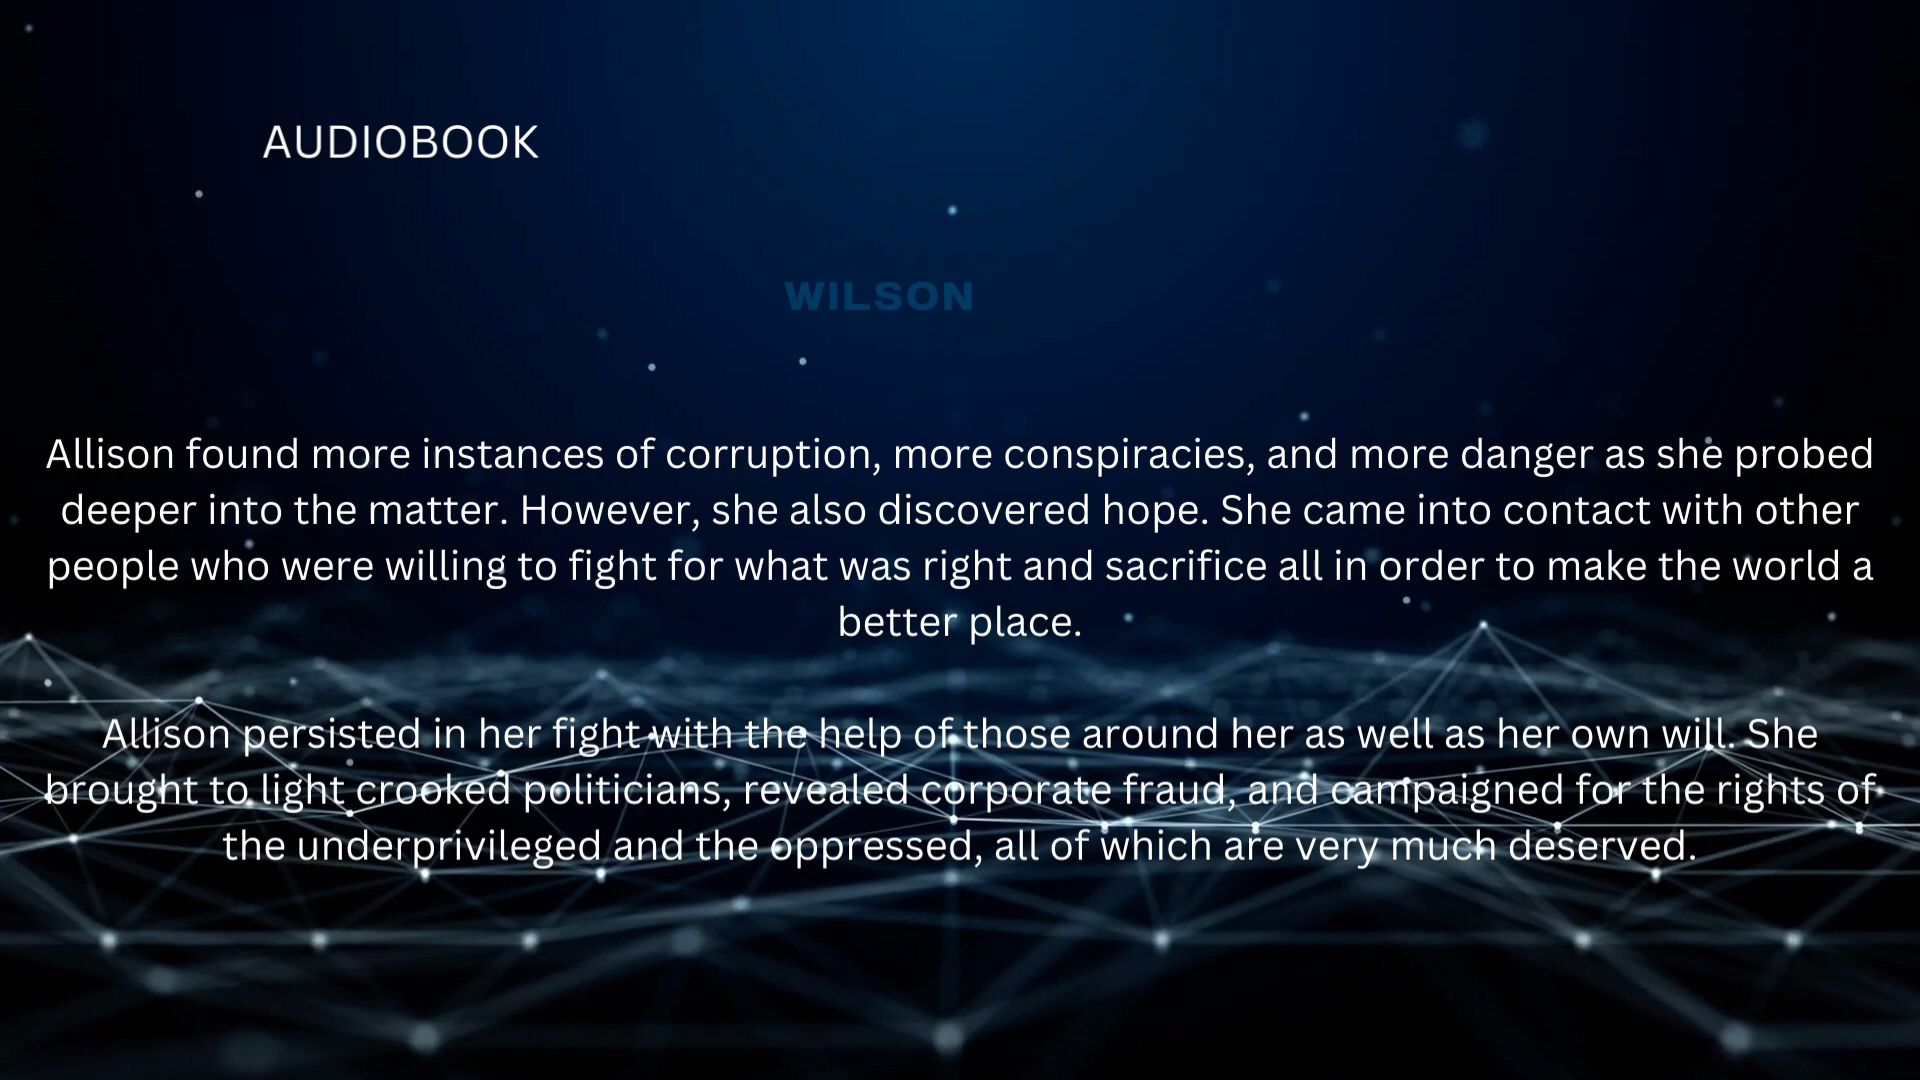 AUDIOBOOK
WILSON
Allison found more instances of corruption, more conspiracies, and more danger as she probed
deeper into the matter. However, she also discovered hope. She came into contact with other
people who were willing to fight for what was right and sacrifice all in order to make the world a
better place.
Allison persisted in her fight with the help of those around her as well as her own will. She
brought to light crooked politicians, revealed corporate fraud, and campaigned for the rights of
the underprivileged and the oppressed, all of which are very much deserved.